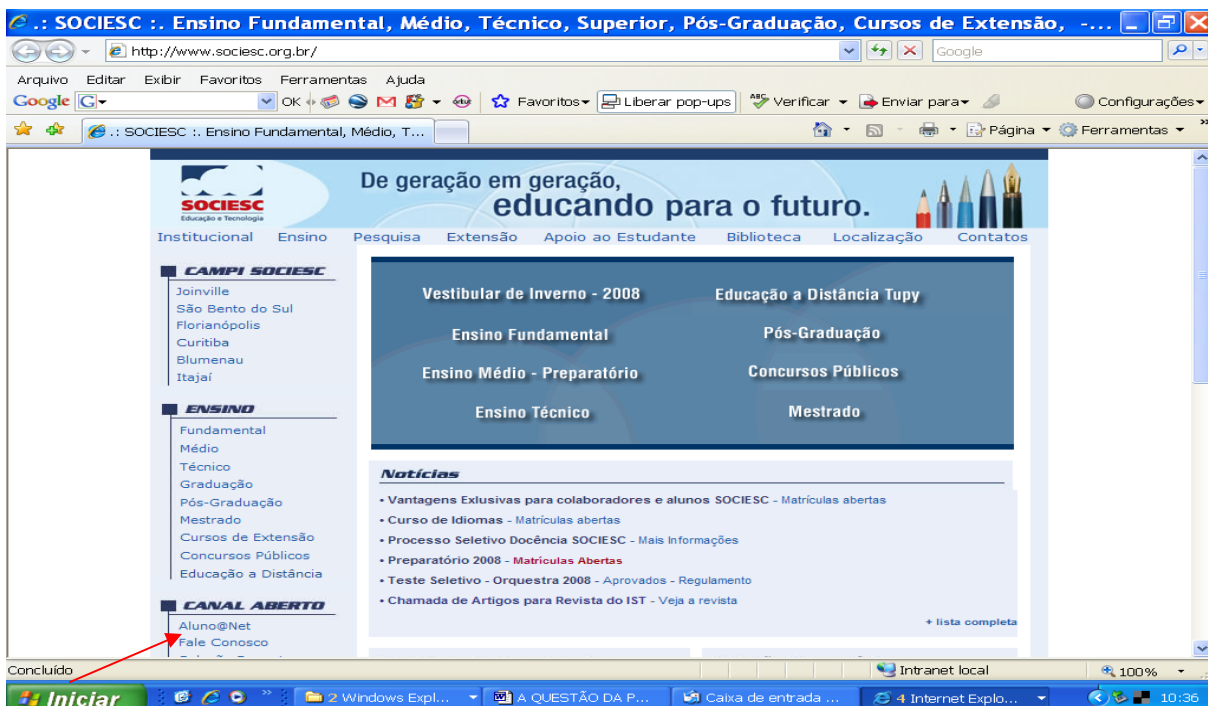 .: SOCIESC :. Ensino Fundamental, Médio, Técnico, Superior, Pós-Graduação, Cursos de Extensão, -...
http://www.sociesc.org.br/
Google
Arquivo Editar Exibir Favoritos Ferramentas Ajuda
Google G OK Favoritos Liberar pop-ups Verificar Enviar para Configurações
.: SOCIESC :. Ensino Fundamental, Médio, T... Página Ferramentas
SOCIESC
Educação e Tecnologia
De geração em geração,
educando para o futuro.
Institucional Ensino Pesquisa Extensão Apoio ao Estudante Biblioteca Localização Contatos
CAMPI SOCIESC
Joinville
São Bento do Sul
Florianópolis
Curitiba
Blumenau
Itajaí
ENSINO
Fundamental
Médio
Técnico
Graduação
Pós-Graduação
Mestrado
Cursos de Extensão
Concursos Públicos
Educação a Distância
CANAL ABERTO
Aluno@Net
Fale Conosco
Vestibular de Inverno - 2008 Educação a Distância Tupy
Ensino Fundamental Pós-Graduação
Ensino Médio - Preparatório Concursos Públicos
Ensino Técnico Mestrado
Notícias
• Vantagens Exlusivas para colaboradores e alunos SOCIESC - Matrículas abertas
• Curso de Idiomas - Matrículas abertas
• Processo Seletivo Docência SOCIESC - Mais Informações
• Preparatório 2008 - Matrículas Abertas
• Teste Seletivo - Orquestra 2008 - Aprovados - Regulamento
• Chamada de Artigos para Revista do IST - Veja a revista
+ lista completa
Concluído Intranet local 100%
Iniciar 2 Windows Expl... A QUESTÃO DA P... Caixa de entrada ... 4 Internet Explo... 10:36